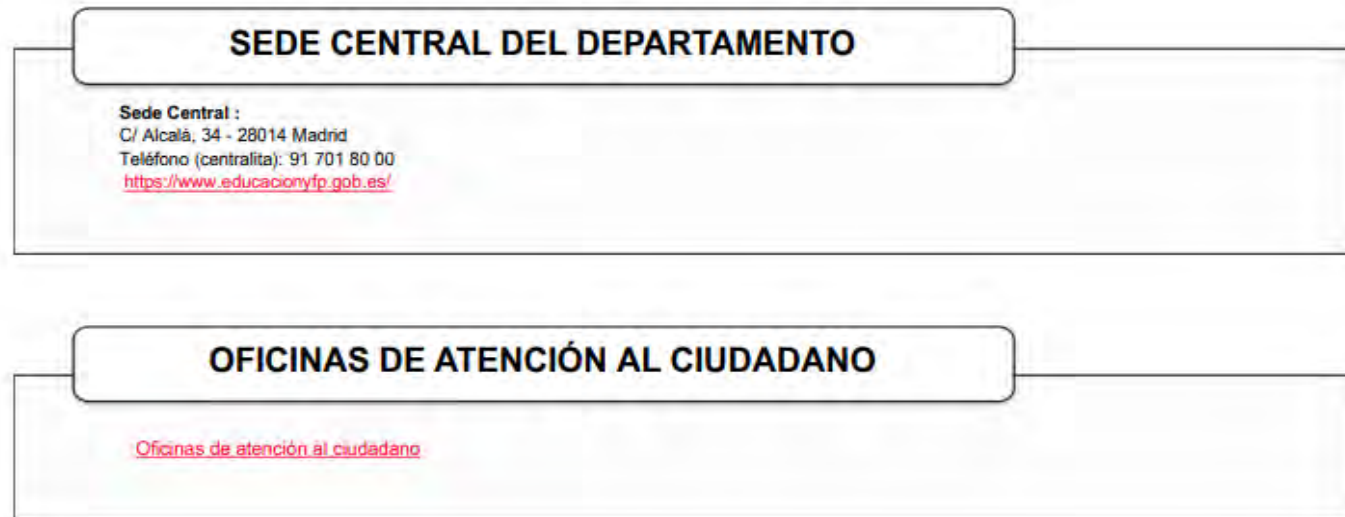 SEDE CENTRAL DEL DEPARTAMENTO
Sede Central :
C/ Alcalá, 34 - 28014 Madrid
Teléfono (centralita): 91 701 80 00
https://www.educacionyfp.gob.es/
OFICINAS DE ATENCIÓN AL CIUDADANO
Oficinas de atención al ciudadano